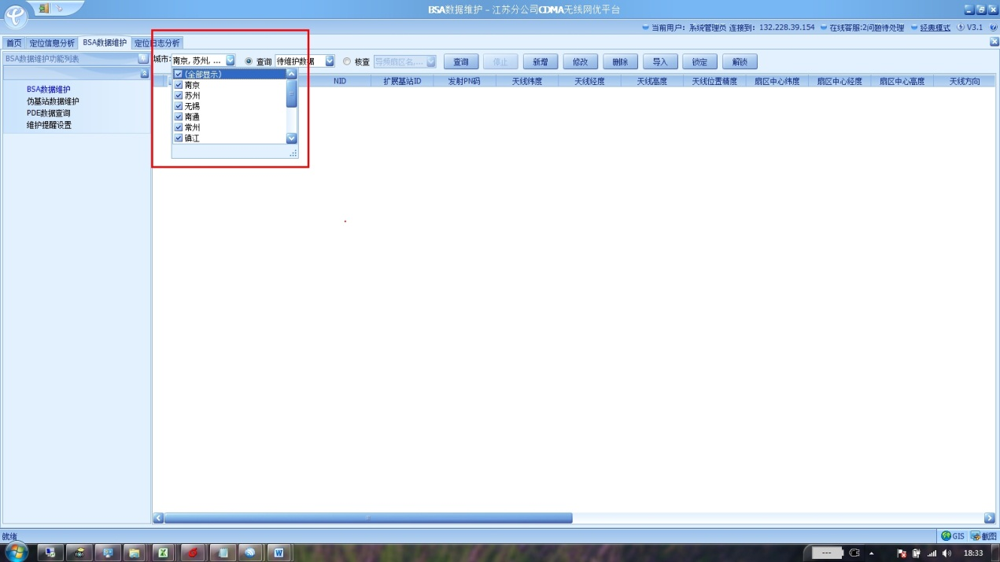 BSA数据维护 - 江苏分公司CDMA无线网优平台
当前用户: 系统管理员 连接到: 132.228.39.154 在线客服:2问题待处理 经典模式 V3.1
首页 定位信息分析 BSA数据维护 定位日志分析
BSA数据维护功能列表
城市: 南京, 苏州, ... 查询 待维护数据 核查 导频扇区名.... 查询 停止 新增 修改 删除 导入 锁定 解锁
NID 扩展基站ID 发射PN码 天线纬度 天线经度 天线高度 天线位置精度 扇区中心纬度 扇区中心经度 扇区中心高度 天线方向
(全部显示)
南京
苏州
无锡
南通
常州
镇江
BSA数据维护
伪基站数据维护
PDE数据查询
维护提醒设置
就绪
GIS 截图
18:33